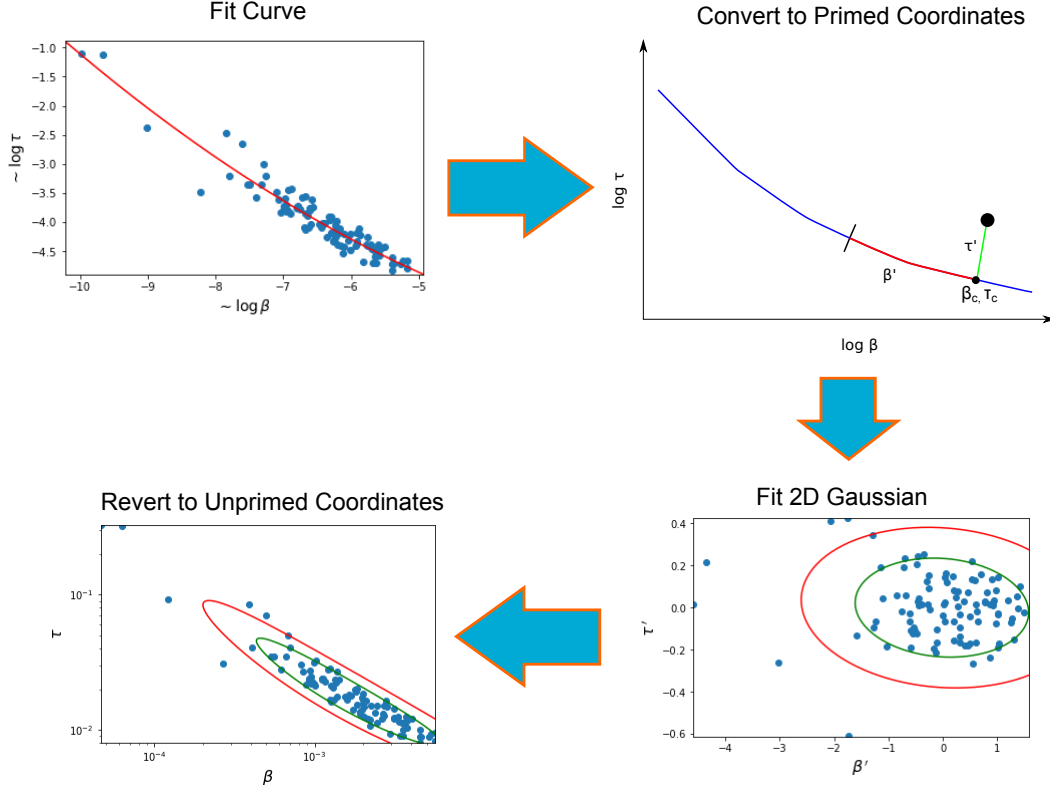 Fit Curve
−1.0
−1.5
−2.0
−2.5
−3.0
−3.5
−4.0
−4.5
~ log τ
−10
−9
−8
−7
−6
−5
~ log β
Convert to Primed Coordinates
log τ
τ'
β'
βc, τc
log β
Revert to Unprimed Coordinates
10⁻¹
10⁻²
τ
10⁻⁴
10⁻³
β
Fit 2D Gaussian
0.4
0.2
0.0
−0.2
−0.4
−0.6
τ′
−4
−3
−2
−1
0
1
β′